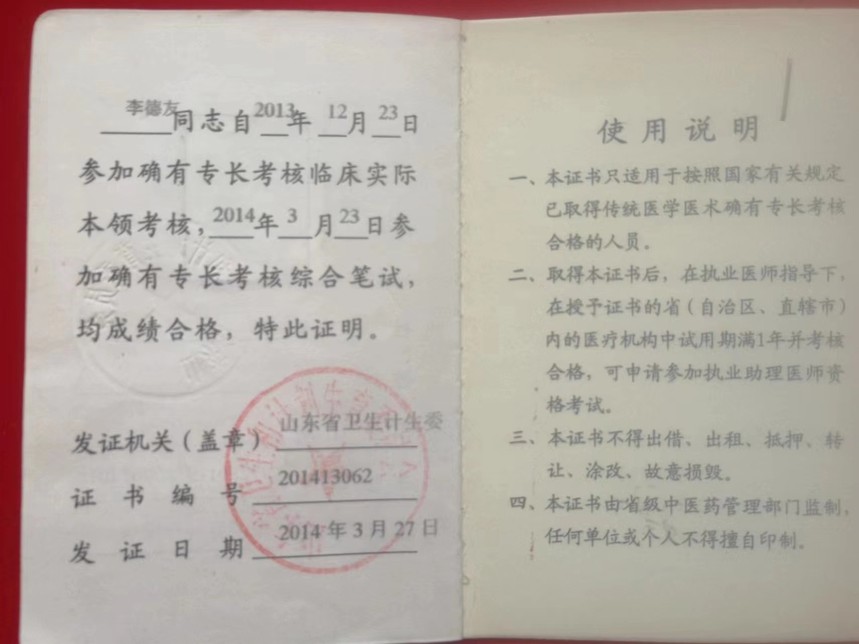 李德友同志自2013年 12月23日
参加确有专长考核临床实际
本领考核，2014年3月23日参
加确有专长考核综合笔试，
均成绩合格，特此证明。
发证机关（盖章）山东省卫生计生委
证书编号 201413062
发证日期 2014年3月27日
使用说明
一、本证书只适用于按照国家有关规定
已取得传统医学医术确有专长考核
合格的人员。
二、取得本证书后，在执业医师指导下，
在授予证书的省（自治区、直辖市）
内的医疗机构中试用期满1年并考核
合格，可申请参加执业助理医师资
格考试。
三、本证书不得出借、出租、抵押、转
让、涂改、故意损毁。
四、本证书由省级中医药管理部门监制，
任何单位或个人不得擅自印制。